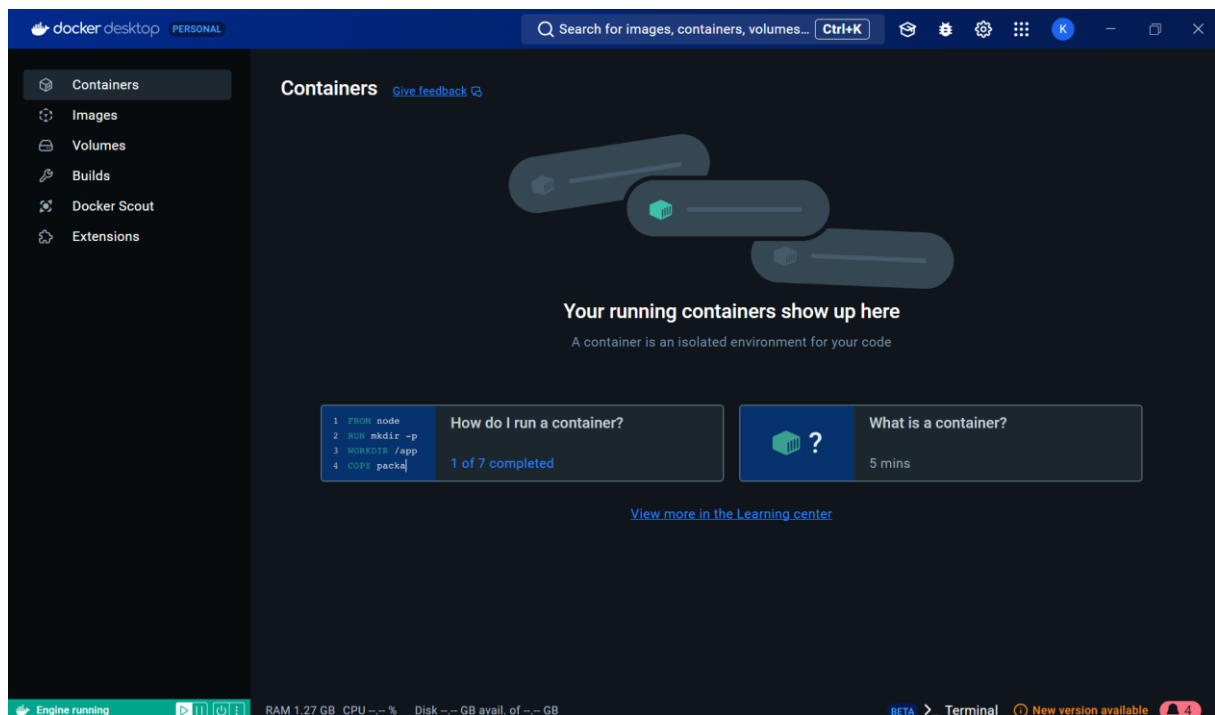 docker desktop PERSONAL
Search for images, containers, volumes... Ctrl+K
K
Containers
Images
Volumes
Builds
Docker Scout
Extensions
Containers Give feedback
Your running containers show up here
A container is an isolated environment for your code
1 FROM node
2 RUN mkdir -p
3 WORKDIR /app
4 COPY packa
How do I run a container?
1 of 7 completed
?
What is a container?
5 mins
View more in the Learning center
Engine running
RAM 1.27 GB CPU --.-- % Disk --.-- GB avail. of --.-- GB
BETA > Terminal New version available 4